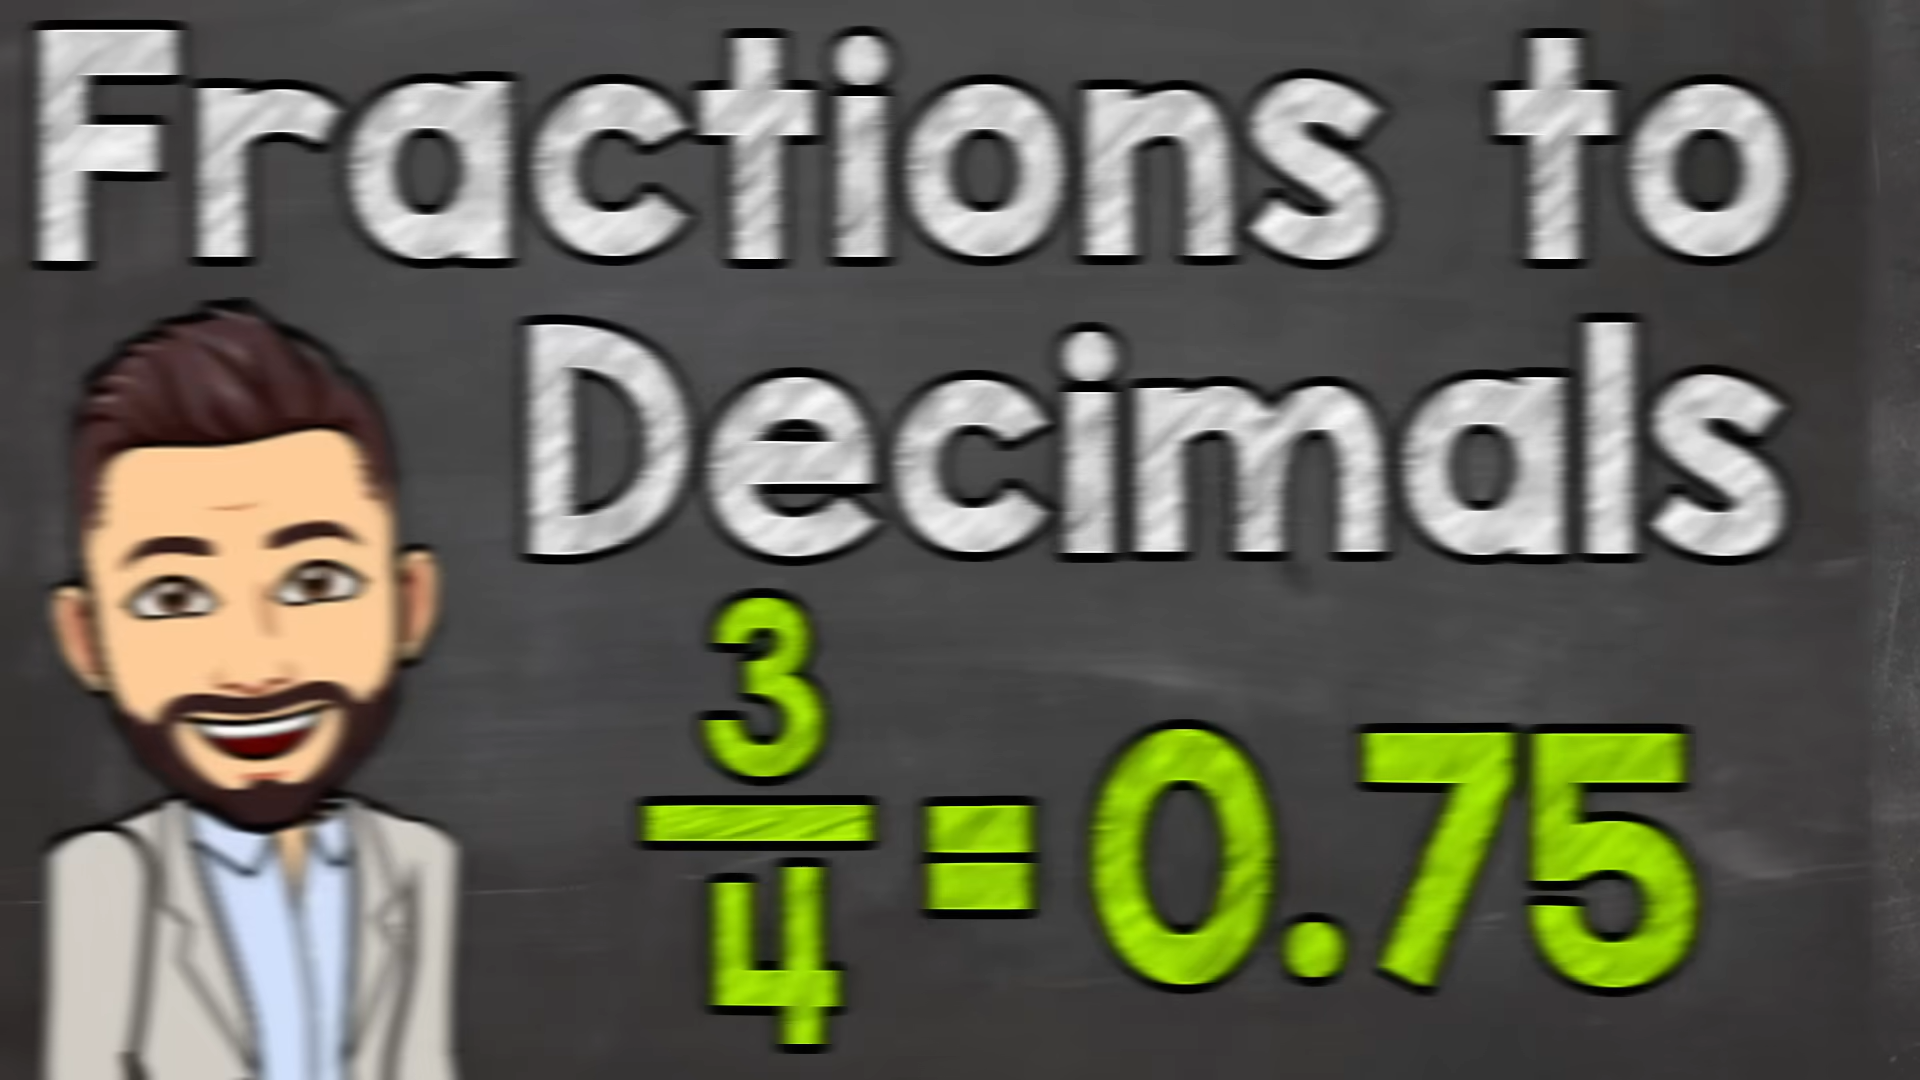 Fractions to
Decimals
3/4 = 0.75